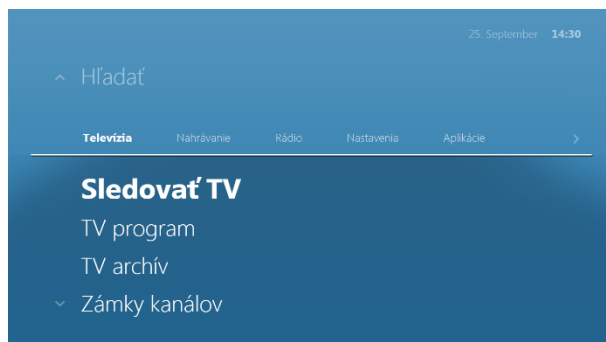 25. September 14:30
Hľadať
Televízia Nahrávanie Rádio Nastavenia Aplikácie
Sledovať TV
TV program
TV archív
Zámky kanálov